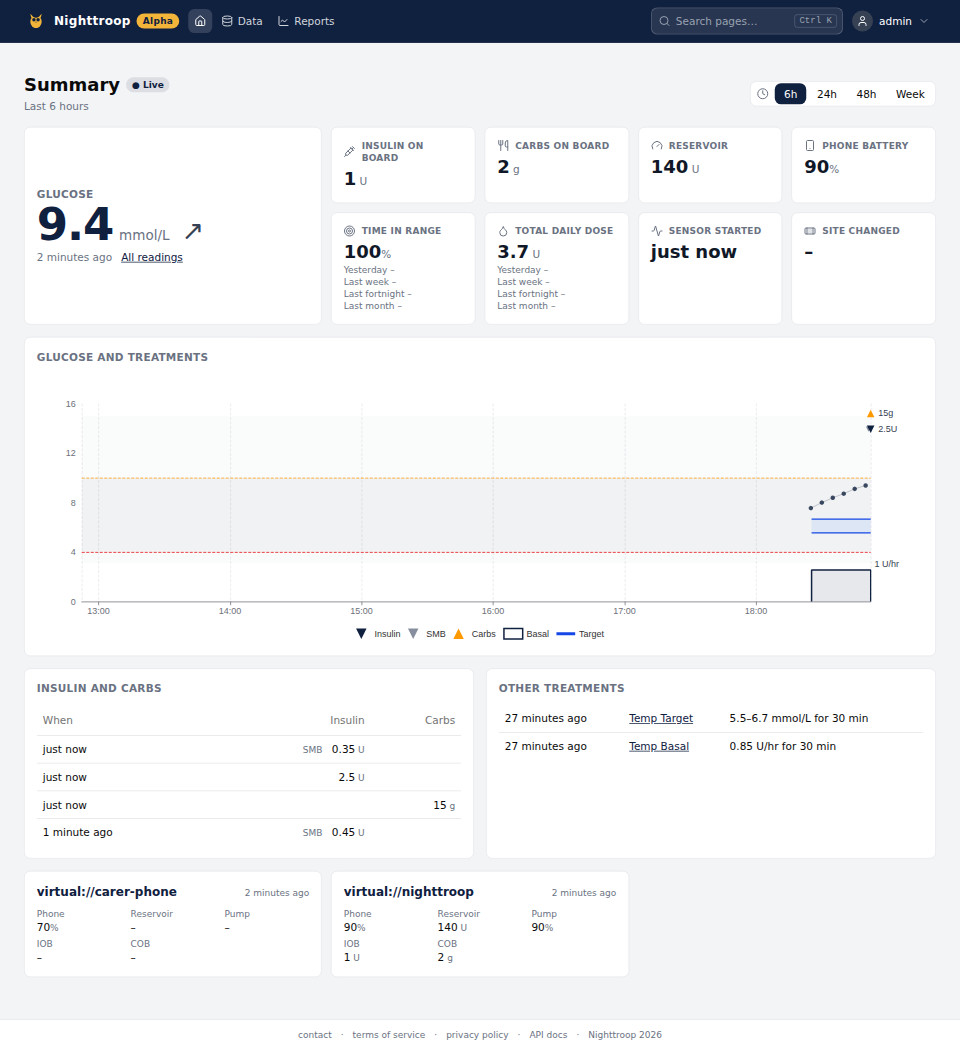 Nighttroop Alpha Data Reports Search pages... Ctrl K admin
Summary Live
Last 6 hours
6h 24h 48h Week
GLUCOSE
9.4 mmol/L ↗
2 minutes ago All readings
INSULIN ON BOARD
1 U
CARBS ON BOARD
2 g
RESERVOIR
140 U
PHONE BATTERY
90%
TIME IN RANGE
100%
Yesterday –
Last week –
Last fortnight –
Last month –
TOTAL DAILY DOSE
3.7 U
Yesterday –
Last week –
Last fortnight –
Last month –
SENSOR STARTED
just now
SITE CHANGED
–
GLUCOSE AND TREATMENTS
16
12
8
4
0
15g
2.5U
1 U/hr
13:00 14:00 15:00 16:00 17:00 18:00
Insulin SMB Carbs Basal Target
INSULIN AND CARBS
When Insulin Carbs
just now SMB 0.35 U
just now 2.5 U
just now 15 g
1 minute ago SMB 0.45 U
OTHER TREATMENTS
27 minutes ago Temp Target 5.5–6.7 mmol/L for 30 min
27 minutes ago Temp Basal 0.85 U/hr for 30 min
virtual://carer-phone 2 minutes ago
Phone Reservoir Pump
70% – –
IOB COB
– –
virtual://nighttroop 2 minutes ago
Phone Reservoir Pump
90% 140 U 90%
IOB COB
1 U 2 g
contact · terms of service · privacy policy · API docs · Nighttroop 2026